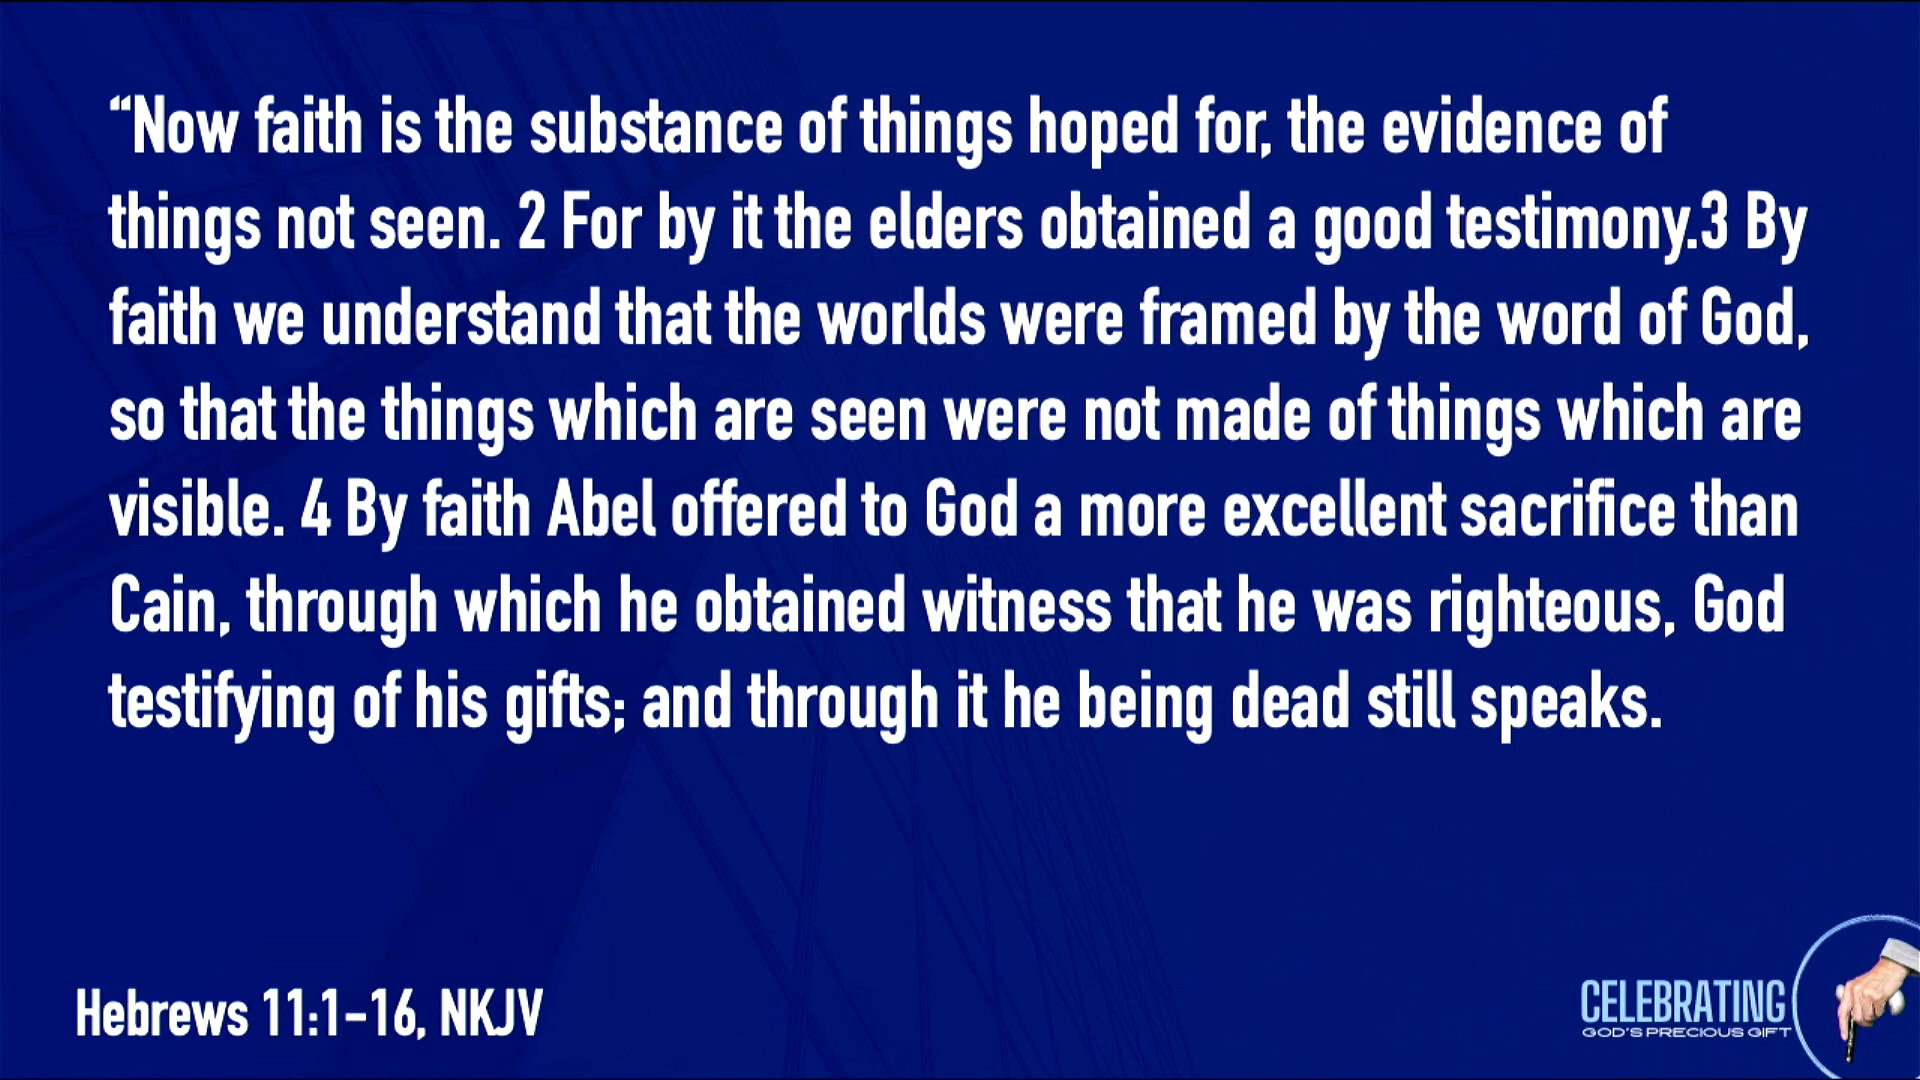 “Now faith is the substance of things hoped for, the evidence of
things not seen. 2 For by it the elders obtained a good testimony.3 By
faith we understand that the worlds were framed by the word of God,
so that the things which are seen were not made of things which are
visible. 4 By faith Abel offered to God a more excellent sacrifice than
Cain, through which he obtained witness that he was righteous, God
testifying of his gifts; and through it he being dead still speaks.
Hebrews 11:1-16, NKJV
CELEBRATING
GOD'S PRECIOUS GIFT